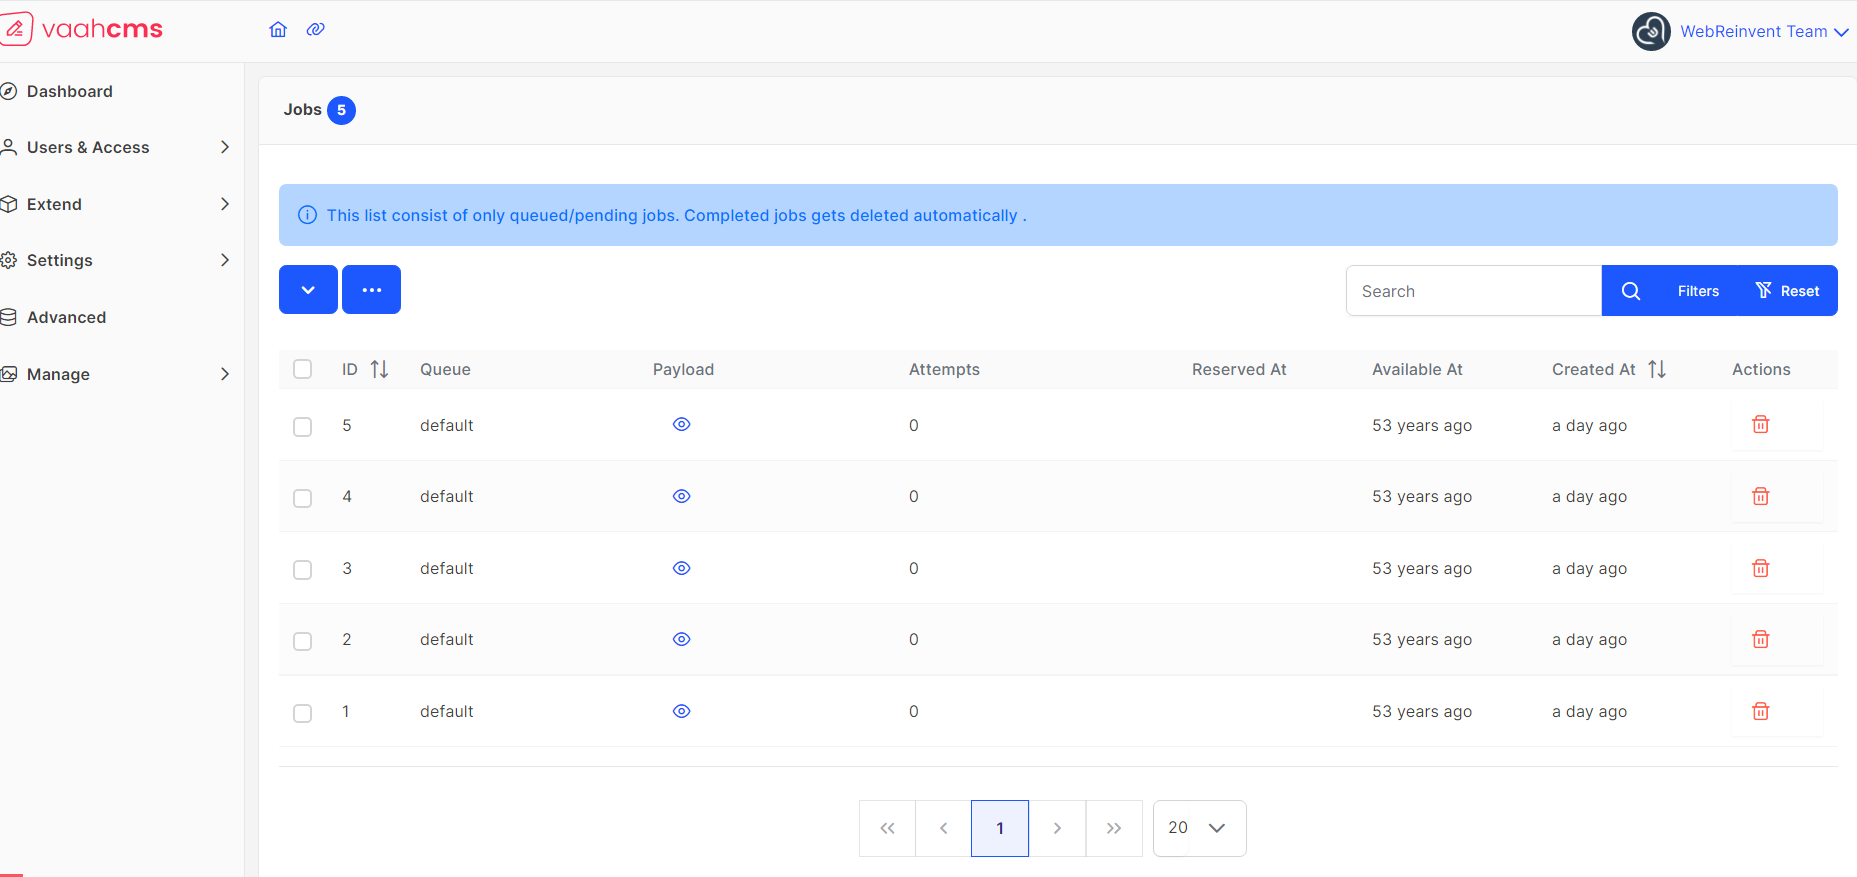 vaahcms
WebReinvent Team
Dashboard
Users & Access
Extend
Settings
Advanced
Manage
Jobs 5
This list consist of only queued/pending jobs. Completed jobs gets deleted automatically .
Search Filters Reset
ID Queue Payload Attempts Reserved At Available At Created At Actions
5 default 0 53 years ago a day ago
4 default 0 53 years ago a day ago
3 default 0 53 years ago a day ago
2 default 0 53 years ago a day ago
1 default 0 53 years ago a day ago
1 20